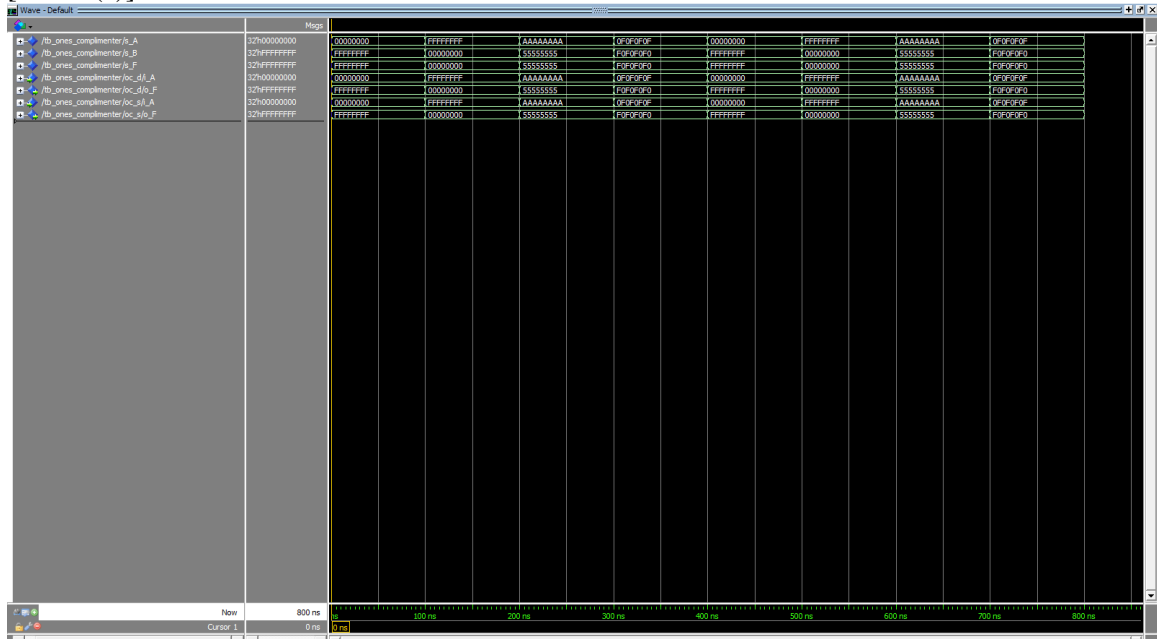 Wave - Default
Msgs
/tb_ones_complimenter/s_A 32'h00000000 00000000 FFFFFFFF AAAAAAAA 0F0F0F0F 00000000 FFFFFFFF AAAAAAAA 0F0F0F0F
/tb_ones_complimenter/s_B 32'hFFFFFFFF FFFFFFFF 00000000 55555555 F0F0F0F0 FFFFFFFF 00000000 55555555 F0F0F0F0
/tb_ones_complimenter/s_F 32'hFFFFFFFF FFFFFFFF 00000000 55555555 F0F0F0F0 FFFFFFFF 00000000 55555555 F0F0F0F0
/tb_ones_complimenter/oc_d/i_A 32'h00000000 00000000 FFFFFFFF AAAAAAAA 0F0F0F0F 00000000 FFFFFFFF AAAAAAAA 0F0F0F0F
/tb_ones_complimenter/oc_d/o_F 32'hFFFFFFFF FFFFFFFF 00000000 55555555 F0F0F0F0 FFFFFFFF 00000000 55555555 F0F0F0F0
/tb_ones_complimenter/oc_s/i_A 32'h00000000 00000000 FFFFFFFF AAAAAAAA 0F0F0F0F 00000000 FFFFFFFF AAAAAAAA 0F0F0F0F
/tb_ones_complimenter/oc_s/o_F 32'hFFFFFFFF FFFFFFFF 00000000 55555555 F0F0F0F0 FFFFFFFF 00000000 55555555 F0F0F0F0
Now 800 ns ns 100 ns 200 ns 300 ns 400 ns 500 ns 600 ns 700 ns 800 ns
Cursor 1 0 ns 0 ns